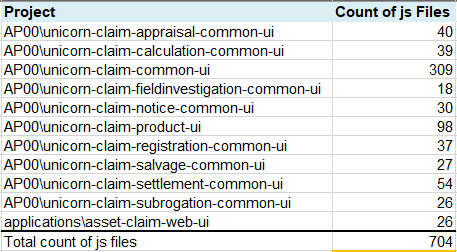 Project Count of js Files
AP00\unicorn-claim-appraisal-common-ui 40
AP00\unicorn-claim-calculation-common-ui 39
AP00\unicorn-claim-common-ui 309
AP00\unicorn-claim-fieldinvestigation-common-ui 18
AP00\unicorn-claim-notice-common-ui 30
AP00\unicorn-claim-product-ui 98
AP00\unicorn-claim-registration-common-ui 37
AP00\unicorn-claim-salvage-common-ui 27
AP00\unicorn-claim-settlement-common-ui 54
AP00\unicorn-claim-subrogation-common-ui 26
applications\asset-claim-web-ui 26
Total count of js files 704